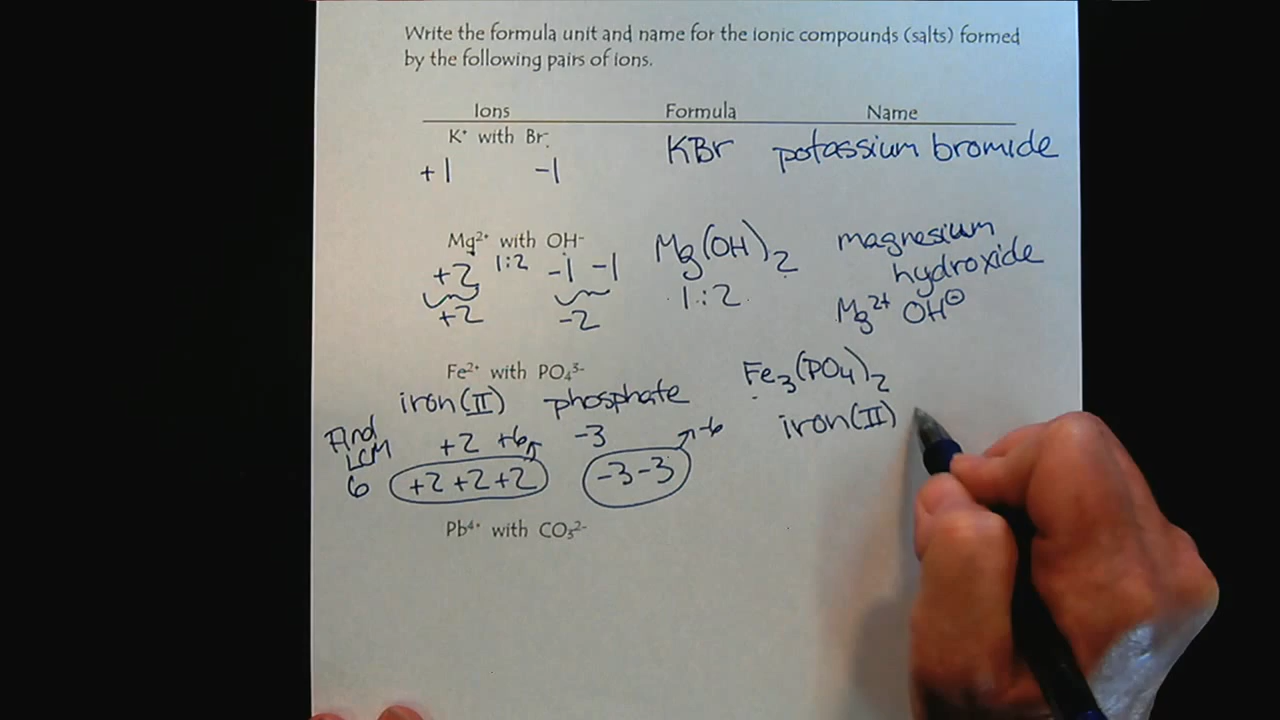 Write the formula unit and name for the ionic compounds (salts) formed
by the following pairs of ions.
Ions Formula Name
K⁺ with Br⁻ KBr potassium bromide
+1 -1
Mg²⁺ with OH⁻ Mg(OH)₂ magnesium
hydroxide
+2 1:2 -1 -1 1:2
+2 -2 Mg²⁺ OH⊖
Fe²⁺ with PO₄³⁻ Fe₃(PO₄)₂
iron(II) phosphate iron(II)
Find +2 +6 -3 -6
LCM
6 +2 +2 +2 -3 -3
Pb⁴⁺ with CO₃²⁻